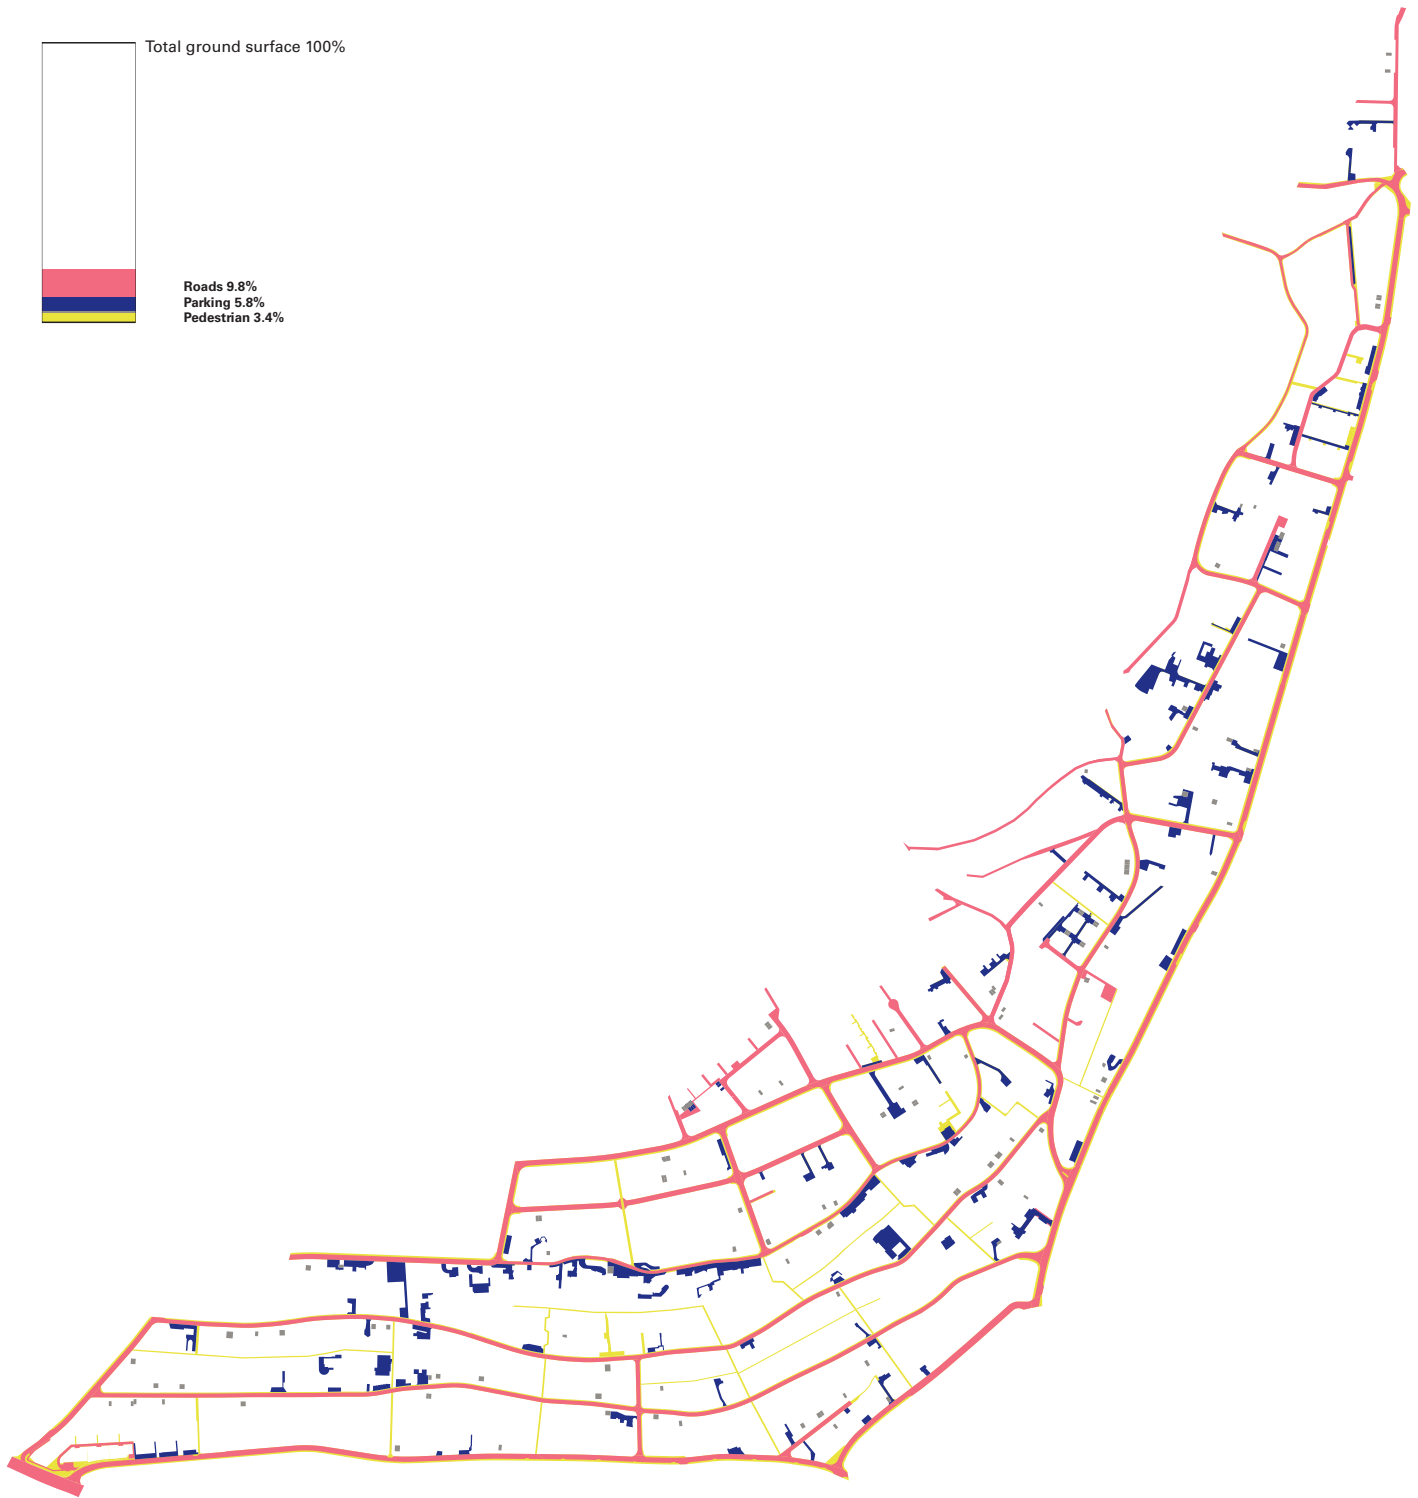 Total ground surface 100%
Roads 9.8%
Parking 5.8%
Pedestrian 3.4%